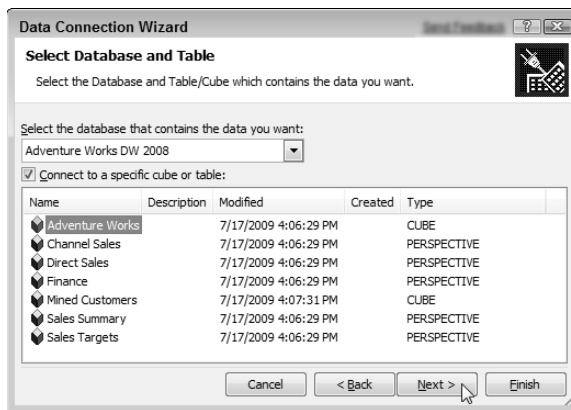 Data Connection Wizard
Select Database and Table
Select the Database and Table/Cube which contains the data you want.
Select the database that contains the data you want:
Adventure Works DW 2008
Connect to a specific cube or table:
Name Description Modified Created Type
Adventure Works 7/17/2009 4:06:29 PM CUBE
Channel Sales 7/17/2009 4:06:29 PM PERSPECTIVE
Direct Sales 7/17/2009 4:06:29 PM PERSPECTIVE
Finance 7/17/2009 4:06:29 PM PERSPECTIVE
Mined Customers 7/17/2009 4:07:31 PM CUBE
Sales Summary 7/17/2009 4:06:29 PM PERSPECTIVE
Sales Targets 7/17/2009 4:06:29 PM PERSPECTIVE
Cancel < Back Next > Finish